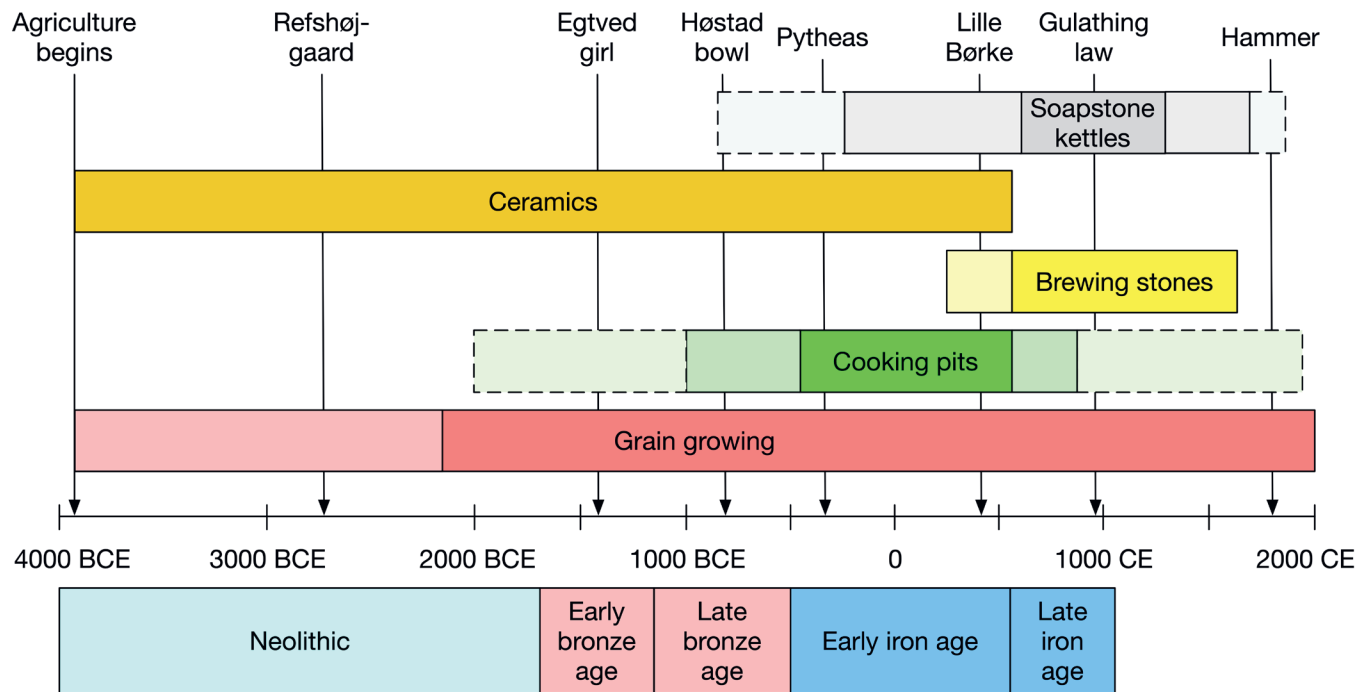 Agriculture
begins
Refshøj-
gaard
Egtved
girl
Høstad
bowl
Pytheas
Lille
Børke
Gulathing
law
Hammer
Soapstone
kettles
Ceramics
Brewing stones
Cooking pits
Grain growing
4000 BCE
3000 BCE
2000 BCE
1000 BCE
0
1000 CE
2000 CE
Neolithic
Early
bronze
age
Late
bronze
age
Early iron age
Late
iron
age